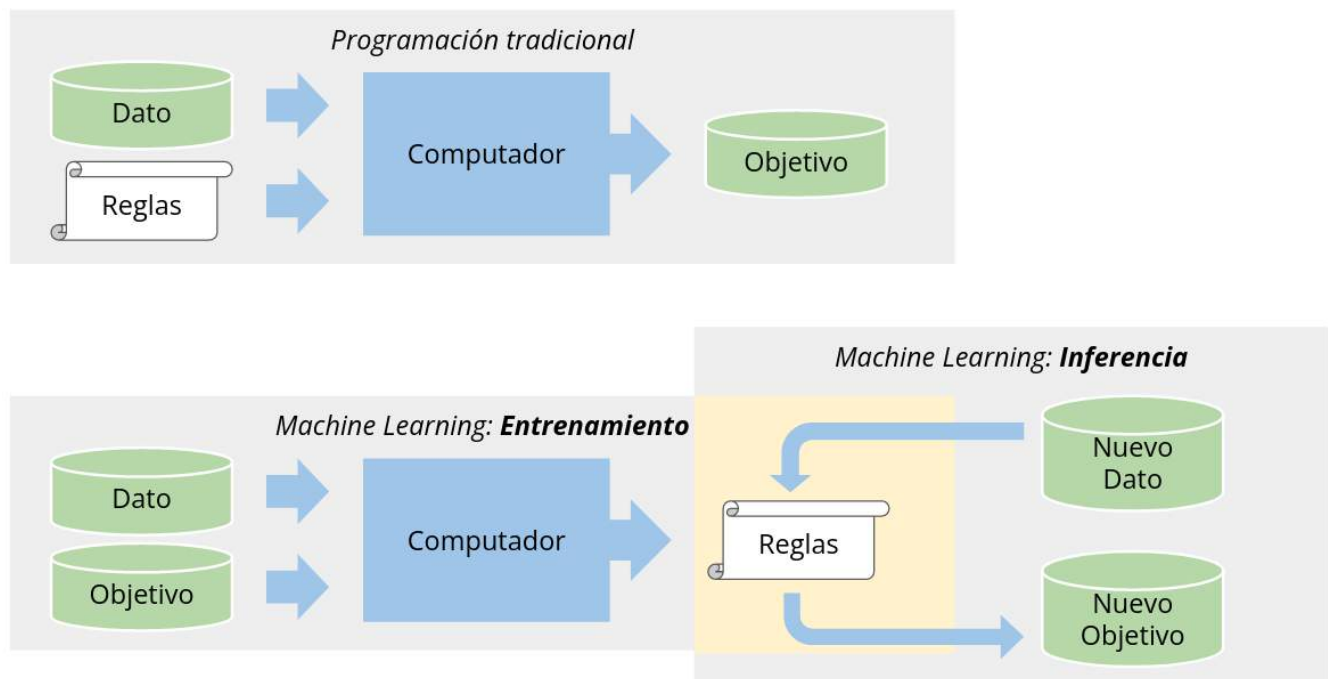 Programación tradicional
Dato
Reglas
Computador
Objetivo
Machine Learning: Inferencia
Machine Learning: Entrenamiento
Dato
Objetivo
Computador
Reglas
Nuevo
Dato
Nuevo
Objetivo